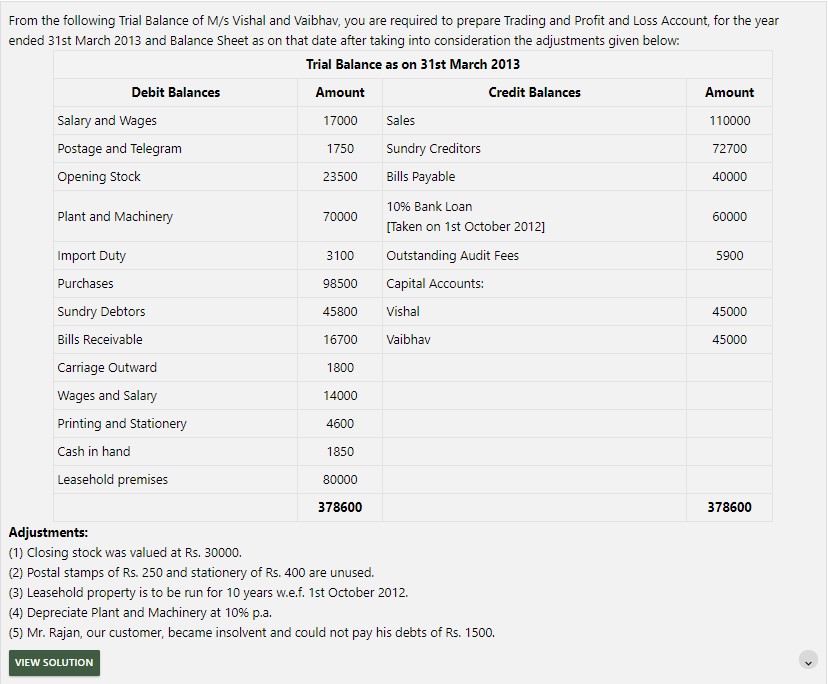 From the following Trial Balance of M/s Vishal and Vaibhav, you are required to prepare Trading and Profit and Loss Account, for the year
ended 31st March 2013 and Balance Sheet as on that date after taking into consideration the adjustments given below:
Trial Balance as on 31st March 2013
Debit Balances Amount Credit Balances Amount
Salary and Wages 17000 Sales 110000
Postage and Telegram 1750 Sundry Creditors 72700
Opening Stock 23500 Bills Payable 40000
Plant and Machinery 70000 10% Bank Loan 60000
[Taken on 1st October 2012]
Import Duty 3100 Outstanding Audit Fees 5900
Purchases 98500 Capital Accounts:
Sundry Debtors 45800 Vishal 45000
Bills Receivable 16700 Vaibhav 45000
Carriage Outward 1800
Wages and Salary 14000
Printing and Stationery 4600
Cash in hand 1850
Leasehold premises 80000
378600 378600
Adjustments:
(1) Closing stock was valued at Rs. 30000.
(2) Postal stamps of Rs. 250 and stationery of Rs. 400 are unused.
(3) Leasehold property is to be run for 10 years w.e.f. 1st October 2012.
(4) Depreciate Plant and Machinery at 10% p.a.
(5) Mr. Rajan, our customer, became insolvent and could not pay his debts of Rs. 1500.
VIEW SOLUTION